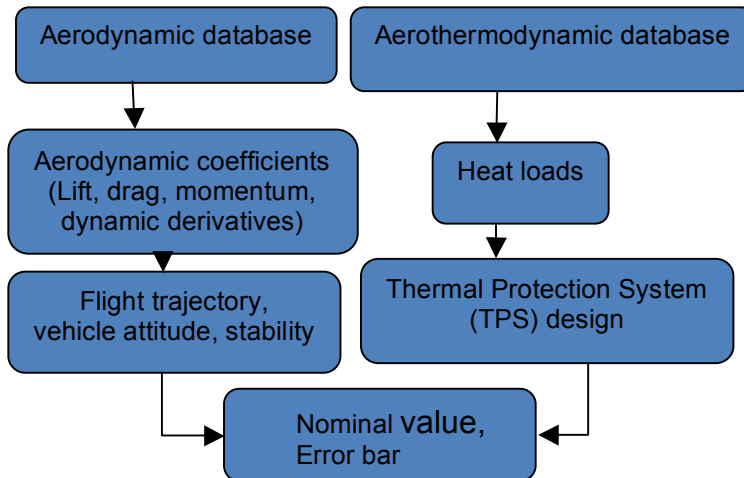 Aerodynamic database
Aerothermodynamic database
Aerodynamic coefficients
(Lift, drag, momentum,
dynamic derivatives)
Heat loads
Flight trajectory,
vehicle attitude, stability
Thermal Protection System
(TPS) design
Nominal value,
Error bar